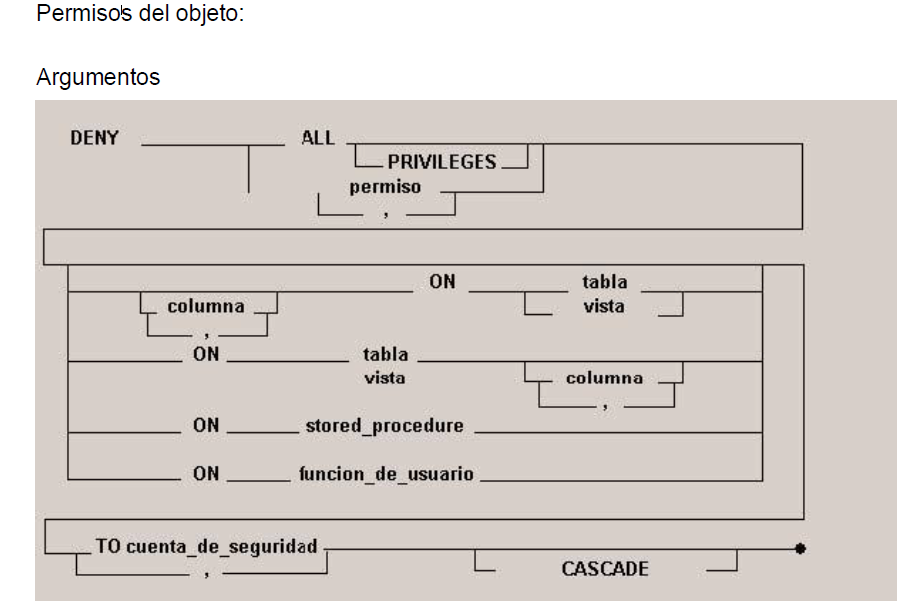 Permisos del objeto:
Argumentos
DENY ALL
PRIVILEGES
permiso
,
ON tabla
columna vista
,
ON tabla
vista columna
,
ON stored_procedure
ON funcion_de_usuario
TO cuenta_de_seguridad
,
CASCADE